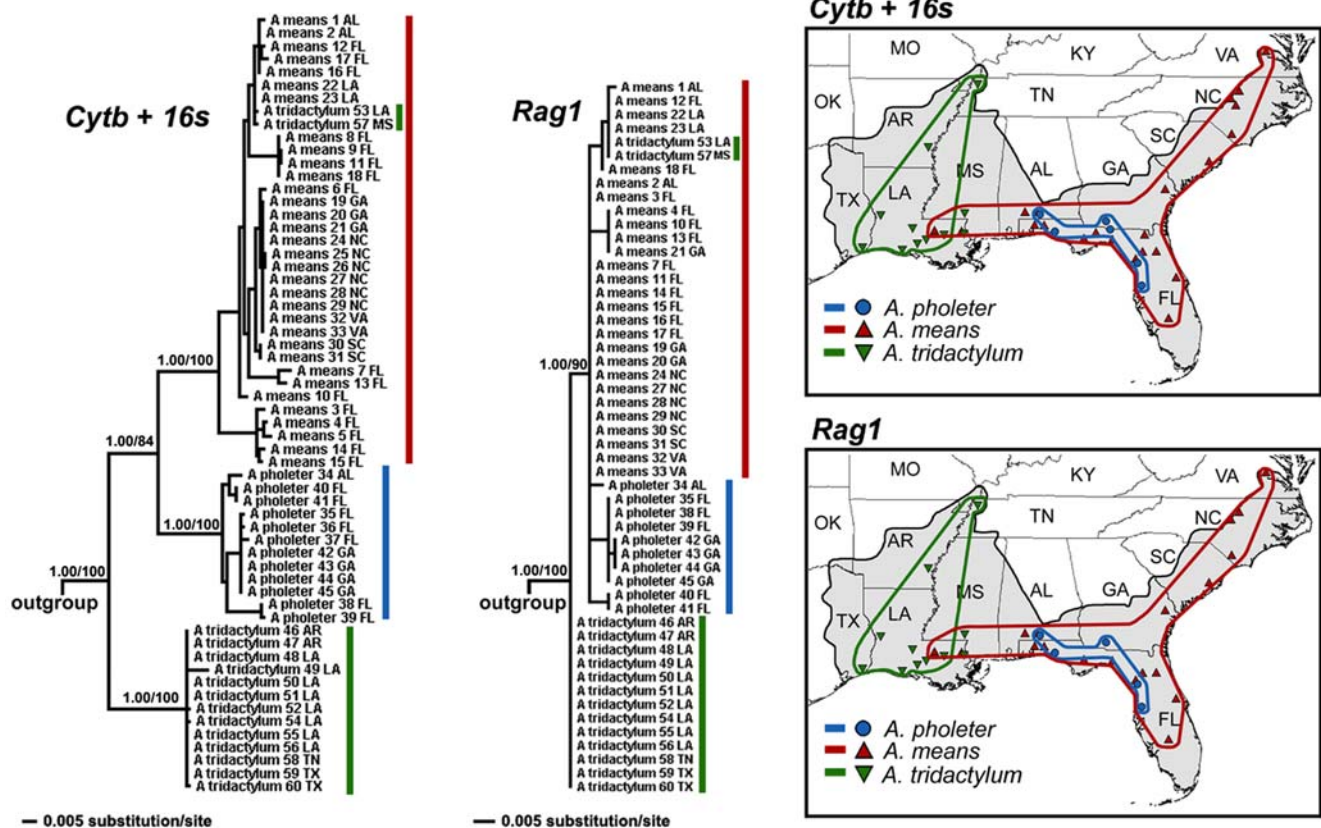 Cytb + 16s
A means 1 AL
A means 2 AL
A means 12 FL
A means 17 FL
A means 16 FL
A means 22 LA
A means 23 LA
A tridactylum 53 LA
A tridactylum 57 MS
A means 8 FL
A means 9 FL
A means 11 FL
A means 18 FL
A means 6 FL
A means 19 GA
A means 20 GA
A means 21 GA
A means 24 NC
A means 25 NC
A means 26 NC
A means 27 NC
A means 28 NC
A means 29 NC
A means 32 VA
A means 33 VA
A means 30 SC
A means 31 SC
A means 7 FL
A means 13 FL
A means 10 FL
A means 3 FL
A means 4 FL
A means 5 FL
A means 14 FL
A means 15 FL
A pholeter 34 AL
A pholeter 40 FL
A pholeter 41 FL
A pholeter 35 FL
A pholeter 36 FL
A pholeter 37 FL
A pholeter 42 GA
A pholeter 43 GA
A pholeter 44 GA
A pholeter 45 GA
A pholeter 38 FL
A pholeter 39 FL
A tridactylum 46 AR
A tridactylum 47 AR
A tridactylum 48 LA
A tridactylum 49 LA
A tridactylum 50 LA
A tridactylum 51 LA
A tridactylum 52 LA
A tridactylum 54 LA
A tridactylum 55 LA
A tridactylum 56 LA
A tridactylum 58 TN
A tridactylum 59 TX
A tridactylum 60 TX
1.00/100
1.00/84
1.00/100
1.00/100
outgroup
1.00/100
0.005 substitution/site
Rag1
A means 1 AL
A means 12 FL
A means 22 LA
A means 23 LA
A tridactylum 53 LA
A tridactylum 57 MS
A means 18 FL
A means 2 AL
A means 3 FL
A means 4 FL
A means 10 FL
A means 13 FL
A means 21 GA
A means 7 FL
A means 11 FL
A means 14 FL
A means 15 FL
A means 16 FL
A means 17 FL
A means 19 GA
A means 20 GA
A means 24 NC
A means 27 NC
A means 28 NC
A means 29 NC
A means 30 SC
A means 31 SC
A means 32 VA
A means 33 VA
A pholeter 34 AL
A pholeter 35 FL
A pholeter 38 FL
A pholeter 39 FL
A pholeter 42 GA
A pholeter 43 GA
A pholeter 44 GA
A pholeter 45 GA
A pholeter 40 FL
A pholeter 41 FL
A tridactylum 46 AR
A tridactylum 47 AR
A tridactylum 48 LA
A tridactylum 49 LA
A tridactylum 50 LA
A tridactylum 51 LA
A tridactylum 52 LA
A tridactylum 54 LA
A tridactylum 55 LA
A tridactylum 56 LA
A tridactylum 58 TN
A tridactylum 59 TX
A tridactylum 60 TX
1.00/90
1.00/100
outgroup
0.005 substitution/site
Cytb + 16s
MO
KY
VA
OK
TN
NC
AR
SC
MS
AL
GA
TX
LA
FL
A. pholeter
A. means
A. tridactylum
Rag1
MO
KY
VA
OK
TN
NC
AR
SC
MS
AL
GA
TX
LA
FL
A. pholeter
A. means
A. tridactylum